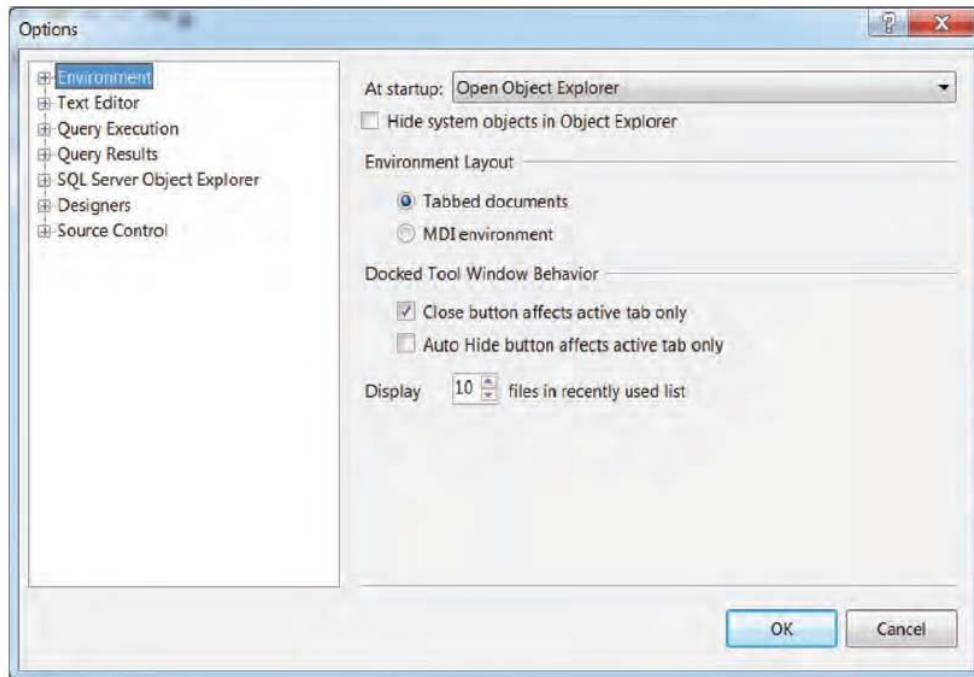 Options
Environment
Text Editor
Query Execution
Query Results
SQL Server Object Explorer
Designers
Source Control
At startup: Open Object Explorer
Hide system objects in Object Explorer
Environment Layout
Tabbed documents
MDI environment
Docked Tool Window Behavior
Close button affects active tab only
Auto Hide button affects active tab only
Display 10 files in recently used list
OK Cancel